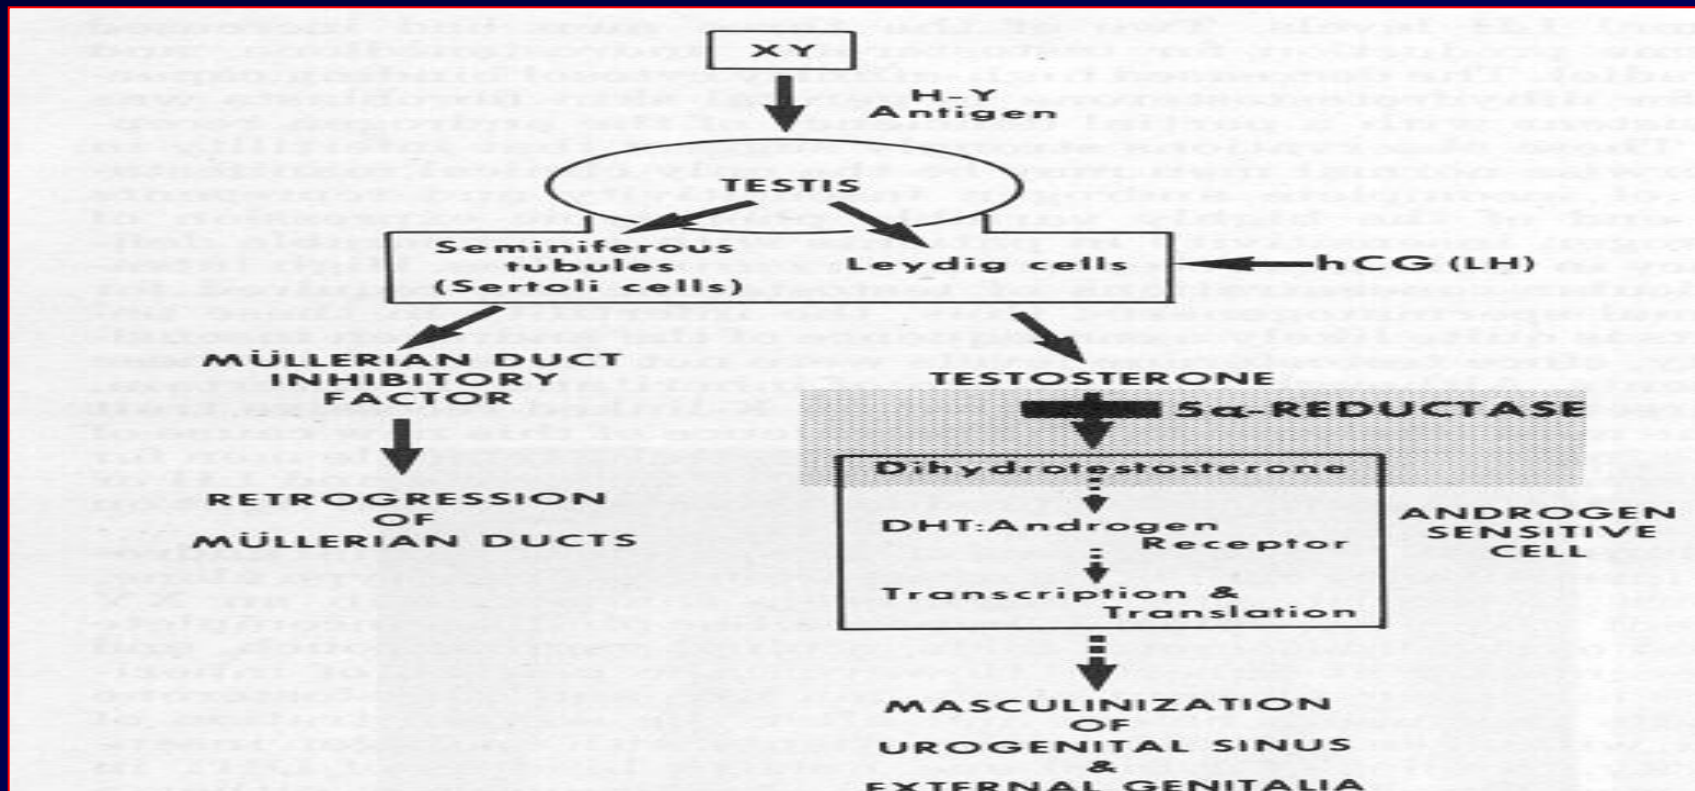 XY
H-Y
Antigen
TESTIS
Seminiferous
tubules
(Sertoli cells)
Leydig cells
hCG (LH)
MÜLLERIAN DUCT
INHIBITORY
FACTOR
TESTOSTERONE
5α-REDUCTASE
RETROGRESSION
OF
MÜLLERIAN DUCTS
Dihydrotestosterone
DHT:Androgen
Receptor
Transcription &
Translation
ANDROGEN
SENSITIVE
CELL
MASCULINIZATION
OF
UROGENITAL SINUS
&
EXTERNAL GENITALIA